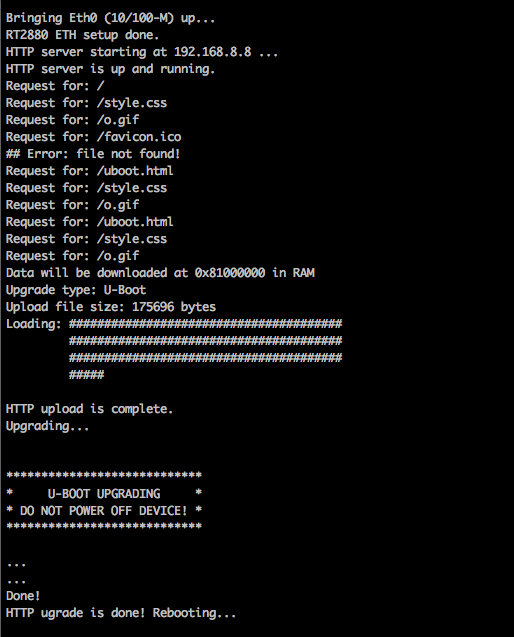 Bringing Eth0 (10/100-M) up...
RT2880 ETH setup done.
HTTP server starting at 192.168.8.8 ...
HTTP server is up and running.
Request for: /
Request for: /style.css
Request for: /o.gif
Request for: /favicon.ico
## Error: file not found!
Request for: /uboot.html
Request for: /style.css
Request for: /o.gif
Request for: /uboot.html
Request for: /style.css
Request for: /o.gif
Data will be downloaded at 0x81000000 in RAM
Upgrade type: U-Boot
Upload file size: 175696 bytes
Loading: #######################################
         #######################################
         #######################################
         #####
HTTP upload is complete.
Upgrading...
****************************
*     U-BOOT UPGRADING     *
* DO NOT POWER OFF DEVICE! *
****************************
...
...
Done!
HTTP ugrade is done! Rebooting...